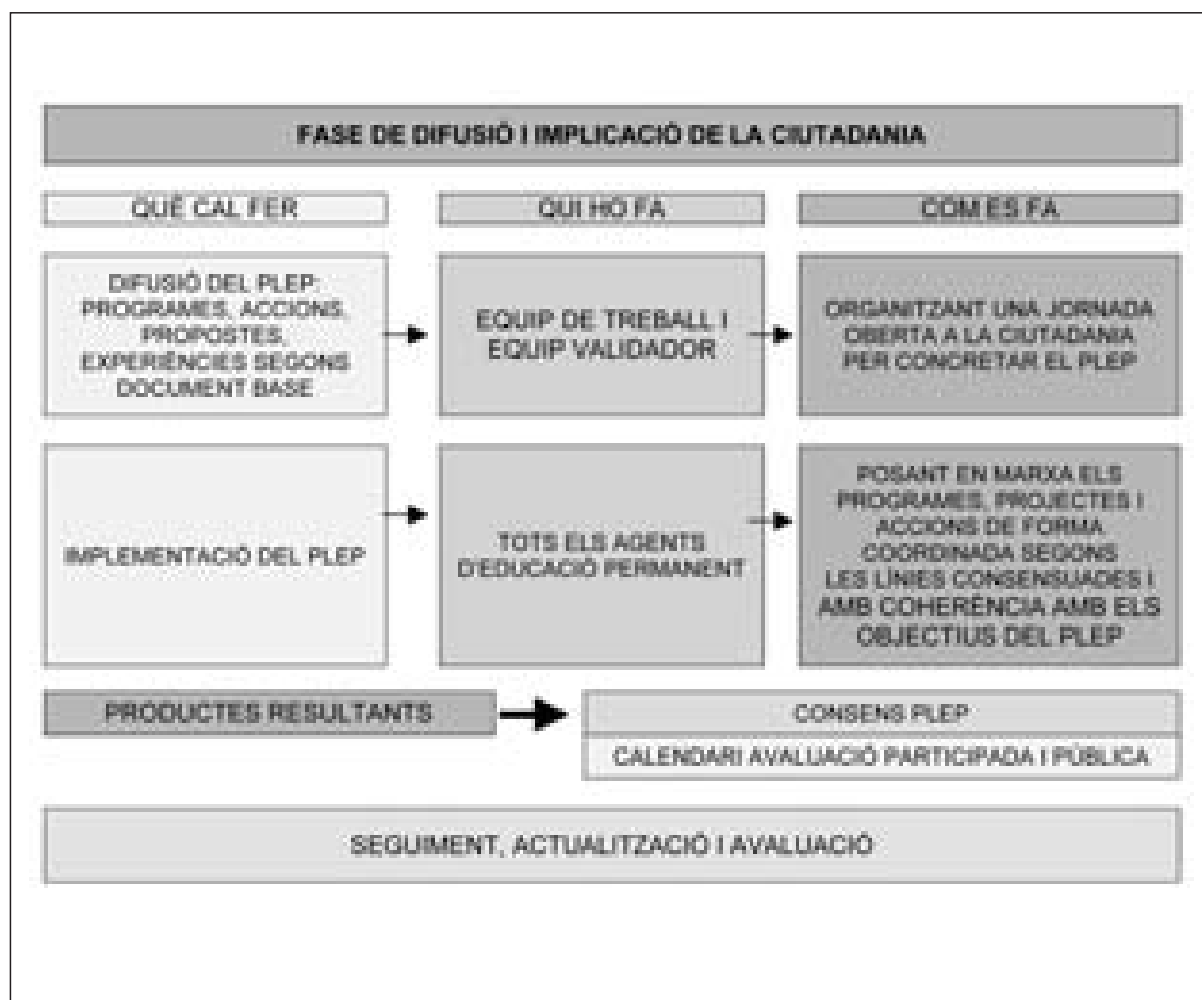 FASE DE DIFUSIÓ I IMPLICACIÓ DE LA CIUTADANIA
QUÈ CAL FER
QUI HO FA
COM ES FA
DIFUSIÓ DEL PLEP:
PROGRAMES, ACCIONS,
PROPOSTES,
EXPERIÈNCIES SEGONS
DOCUMENT BASE
EQUIP DE TREBALL I
EQUIP VALIDADOR
ORGANITZANT UNA JORNADA
OBERTA A LA CIUTADANIA
PER CONCRETAR EL PLEP
IMPLEMENTACIÓ DEL PLEP
TOTS ELS AGENTS
D'EDUCACIÓ PERMANENT
POSANT EN MARXA ELS
PROGRAMES, PROJECTES I
ACCIONS DE FORMA
COORDINADA SEGONS
LES LÍNIES CONSENSUADES I
AMB COHERÈNCIA AMB ELS
OBJECTIUS DEL PLEP
PRODUCTES RESULTANTS
CONSENS PLEP
CALENDARI AVALUACIÓ PARTICIPADA I PÚBLICA
SEGUIMENT, ACTUALITZACIÓ I AVALUACIÓ